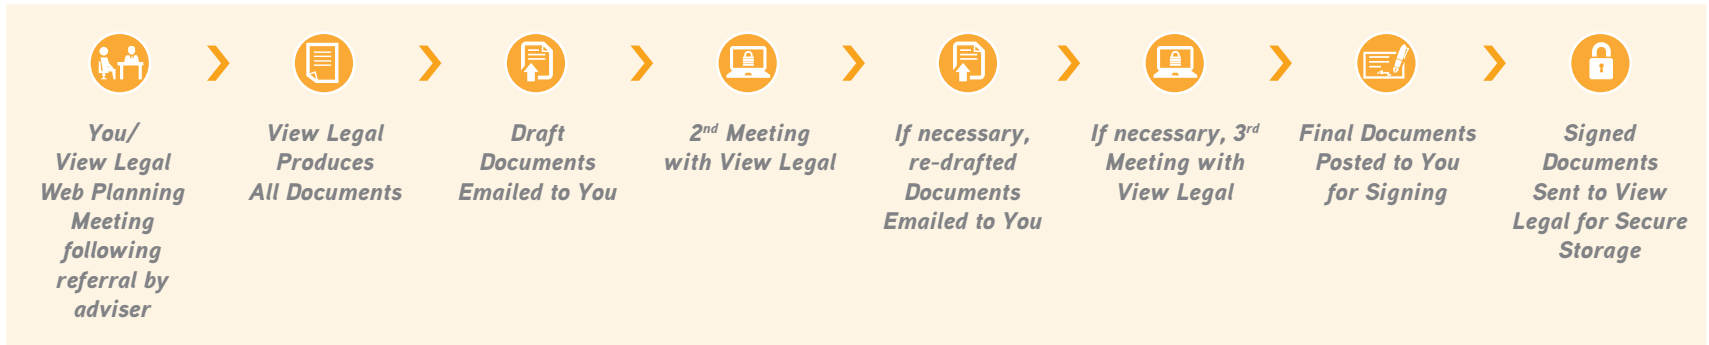 You/
View Legal
Web Planning
Meeting
following
referral by
adviser
View Legal
Produces
All Documents
Draft
Documents
Emailed to You
2nd Meeting
with View Legal
If necessary,
re-drafted
Documents
Emailed to You
If necessary, 3rd
Meeting with
View Legal
Final Documents
Posted to You
for Signing
Signed
Documents
Sent to View
Legal for Secure
Storage